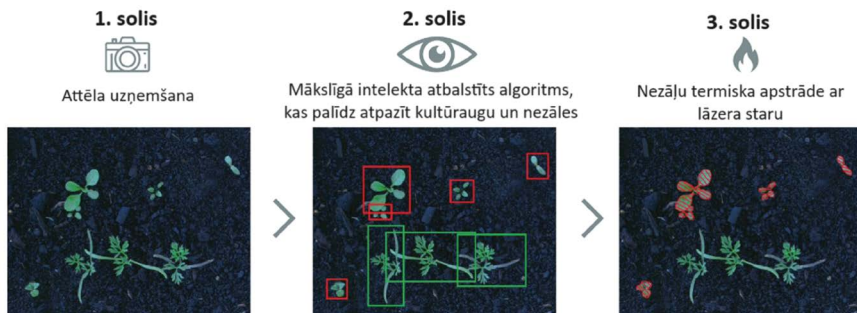 1. solis
Attēla uzņemšana
2. solis
Mākslīgā intelekta atbalstīts algoritms,
kas palīdz atpazīt kultūraugu un nezāles
3. solis
Nezāļu termiska apstrāde ar
lāzera staru